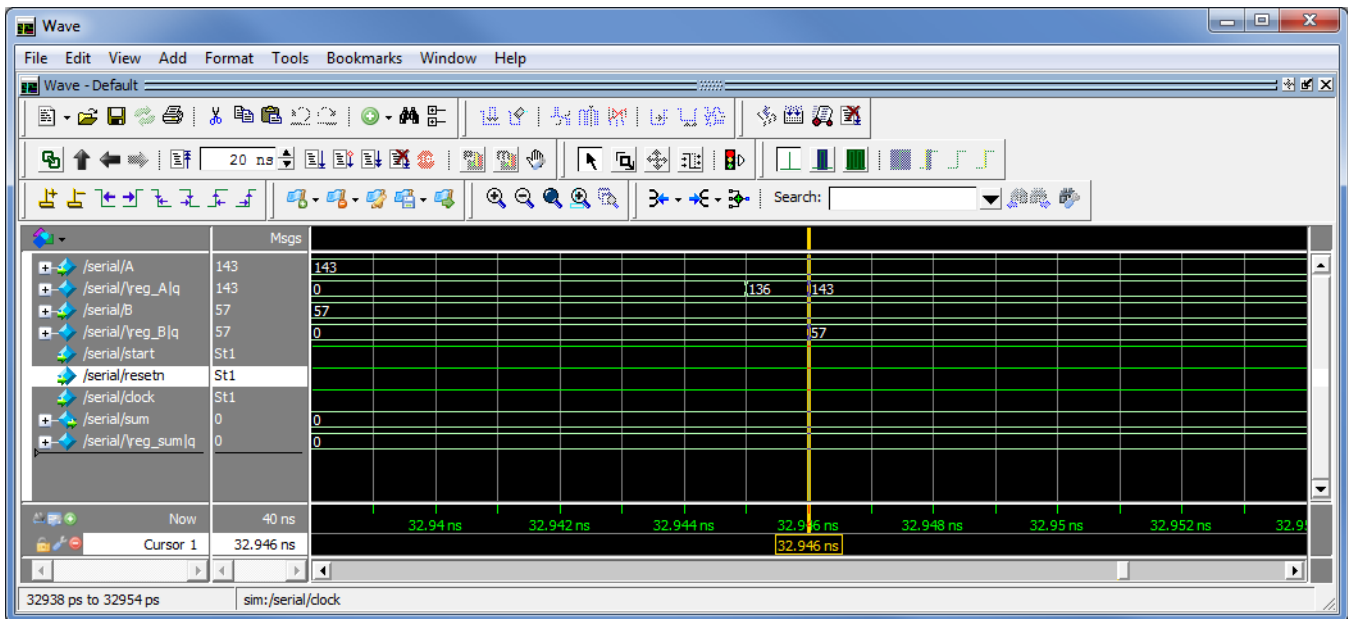 Wave
File Edit View Add Format Tools Bookmarks Window Help
Wave - Default
20 ns
Search:
Msgs
/serial/A 143 143
/serial/\reg_A|q 143 0 136 143
/serial/B 57 57
/serial/\reg_B|q 57 0 57
/serial/start St1
/serial/resetn St1
/serial/clock St1
/serial/sum 0 0
/serial/\reg_sum|q 0 0
Now 40 ns 32.94 ns 32.942 ns 32.944 ns 32.946 ns 32.948 ns 32.95 ns 32.952 ns 32.95
Cursor 1 32.946 ns 32.946 ns
32938 ps to 32954 ps sim:/serial/clock